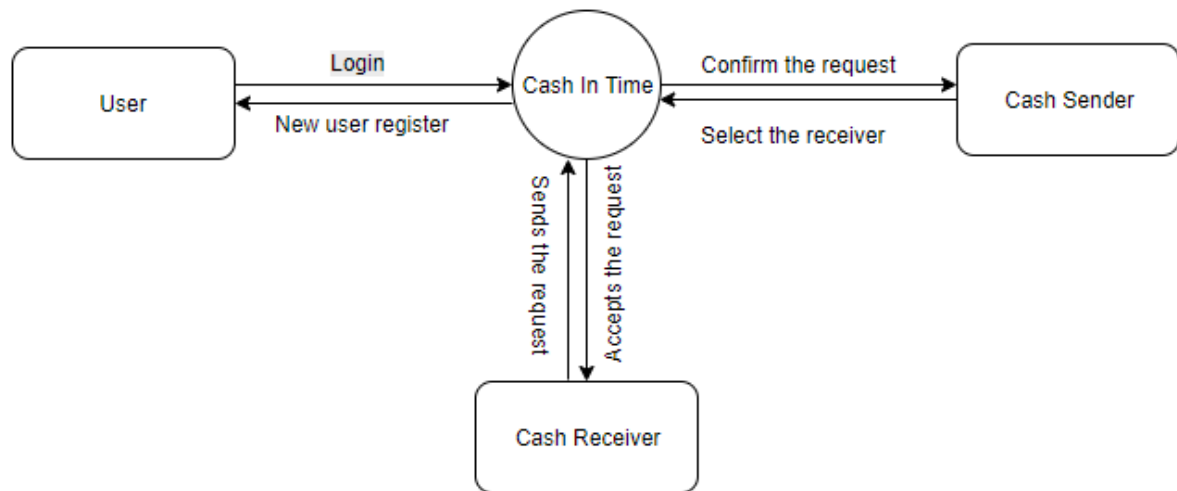 Login
Confirm the request
User
Cash In Time
Cash Sender
New user register
Select the receiver
Sends the request
Accepts the request
Cash Receiver